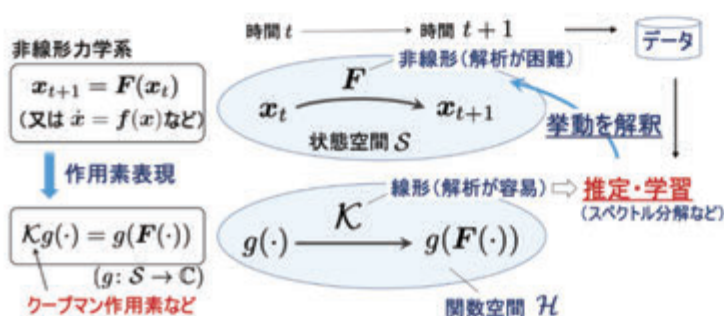 時間 t
時間 t+1
データ
非線形力学系
x_{t+1} = F(x_t)
(又は ẋ = f(x)など)
F
非線形(解析が困難)
x_t
x_{t+1}
状態空間 S
挙動を解釈
作用素表現
推定・学習
(スペクトル分解など)
K
線形(解析が容易)
Kg(·) = g(F(·))
(g: S → ℂ)
クープマン作用素など
g(·)
g(F(·))
関数空間 H